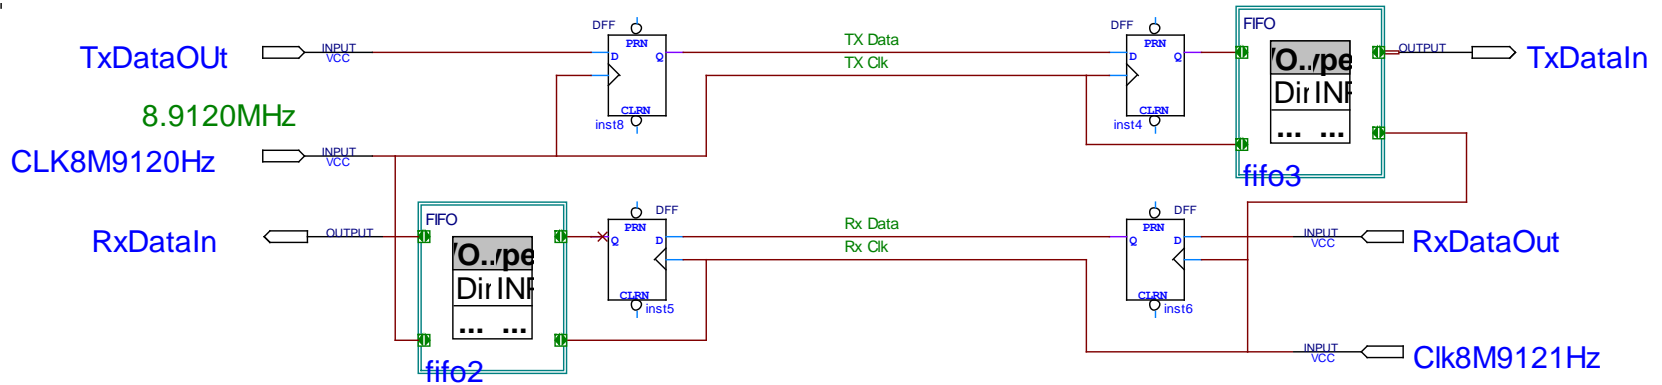 DFF
PRN
D
Q
CLRN
inst8
TX Data
TX Clk
DFF
PRN
D
Q
CLRN
inst4
FIFO
Dir INF
... ...
fifo3
TxDataOUt
INPUT
VCC
OUTPUT
TxDataIn
8.9120MHz
CLK8M9120Hz
INPUT
VCC
RxDataIn
OUTPUT
FIFO
Dir INF
... ...
fifo2
DFF
PRN
Q
D
CLRN
inst5
Rx Data
Rx Clk
DFF
PRN
Q
D
CLRN
inst6
INPUT
VCC
RxDataOut
INPUT
VCC
Clk8M9121Hz